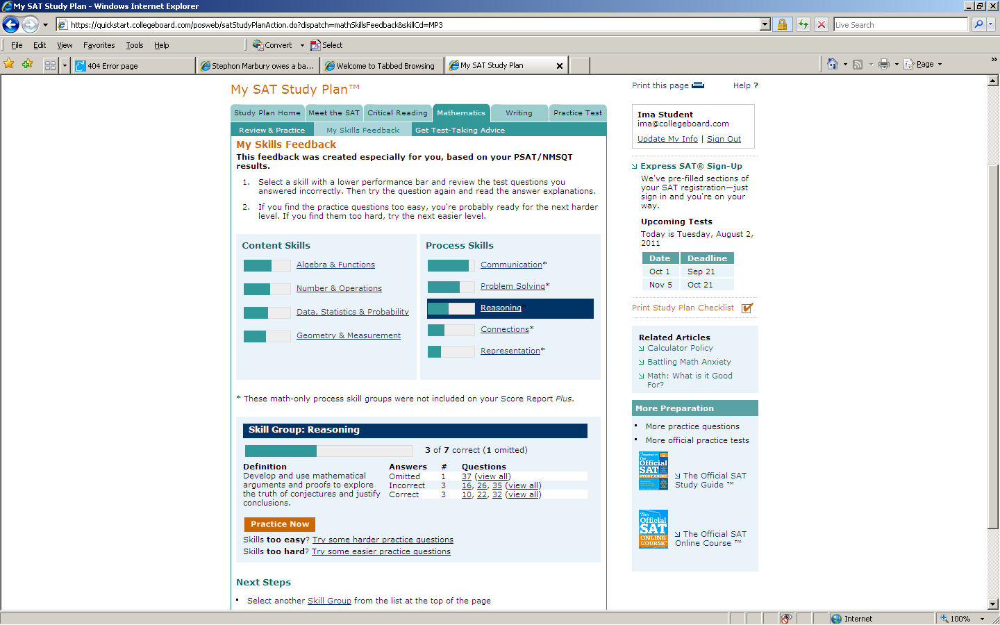 My SAT Study Plan - Windows Internet Explorer
https://quickstart.collegeboard.com/posweb/satStudyPlanAction.do?dispatch=mathSkillsFeedback&skillCd=MP3
Live Search
File Edit View Favorites Tools Help
Convert Select
404 Error page
Stephon Marbury owes a ba...
Welcome to Tabbed Browsing
My SAT Study Plan
Page
My SAT Study Plan™
Print this page
Help ?
Study Plan Home
Meet the SAT
Critical Reading
Mathematics
Writing
Practice Test
Review & Practice
My Skills Feedback
Get Test-Taking Advice
My Skills Feedback
This feedback was created especially for you, based on your PSAT/NMSQT
results.
1. Select a skill with a lower performance bar and review the test questions you
answered incorrectly. Then try the question again and read the answer explanations.
2. If you find the practice questions too easy, you're probably ready for the next harder
level. If you find them too hard, try the next easier level.
Content Skills
Algebra & Functions
Number & Operations
Data, Statistics & Probability
Geometry & Measurement
Process Skills
Communication*
Problem Solving*
Reasoning*
Connections*
Representation*
* These math-only process skill groups were not included on your Score Report Plus.
Skill Group: Reasoning
3 of 7 correct (1 omitted)
Definition
Develop and use mathematical
arguments and proofs to explore
the truth of conjectures and justify
conclusions.
Answers # Questions
Omitted 1 37 (view all)
Incorrect 3 16, 26, 35 (view all)
Correct 3 10, 22, 32 (view all)
Practice Now
Skills too easy? Try some harder practice questions
Skills too hard? Try some easier practice questions
Next Steps
Select another Skill Group from the list at the top of the page
Ima Student
ima@collegeboard.com
Update My Info | Sign Out
Express SAT® Sign-Up
We've pre-filled sections of
your SAT registration—just
sign in and you're on your
way.
Upcoming Tests
Today is Tuesday, August 2,
2011
Date Deadline
Oct 1 Sep 21
Nov 5 Oct 21
Print Study Plan Checklist
Related Articles
Calculator Policy
Battling Math Anxiety
Math: What is it Good
For?
More Preparation
More practice questions
More official practice tests
The Official
SAT
The Official SAT
Study Guide ™
The Official
SAT
ONLINE
COURSE
The Official SAT
Online Course ™
Internet
100%